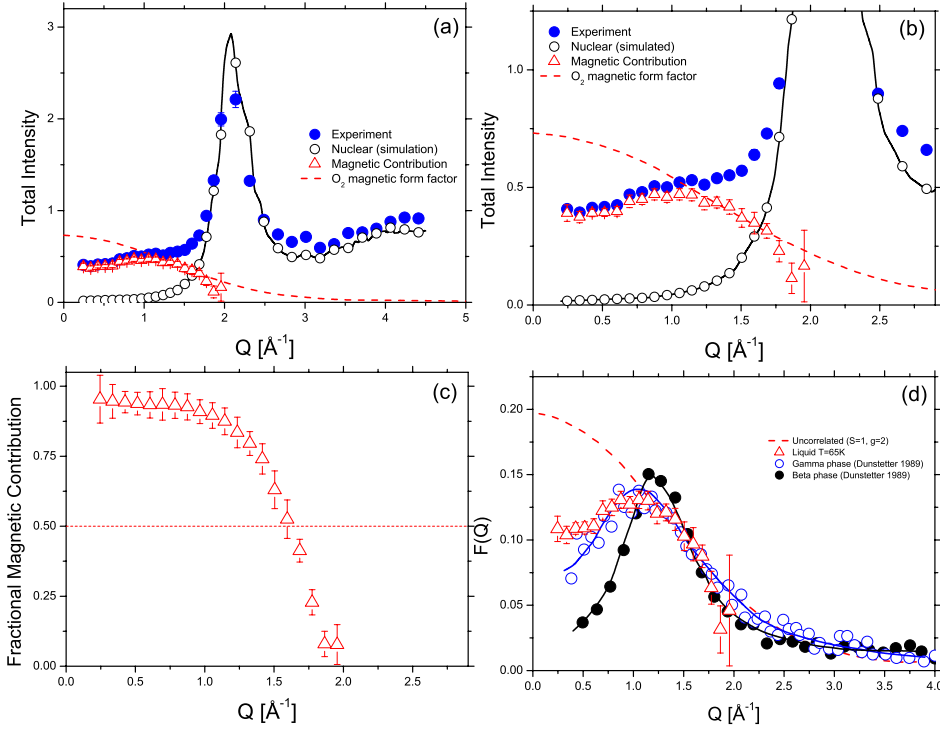 (a)
Total Intensity
3
2
1
0
Experiment
Nuclear (simulation)
Magnetic Contribution
O2 magnetic form factor
0
1
2
3
4
5
Q [Å-1]
(b)
Total Intensity
1.0
0.5
0.0
Experiment
Nuclear (simulated)
Magnetic Contribution
O2 magnetic form factor
0.0
0.5
1.0
1.5
2.0
2.5
Q [Å-1]
(c)
Fractional Magnetic Contribution
1.00
0.75
0.50
0.25
0.00
0.0
0.5
1.0
1.5
2.0
2.5
Q [Å-1]
(d)
F(Q)
0.20
0.15
0.10
0.05
0.00
Uncorrelated (S=1, g=2)
Liquid T=65K
Gamma phase (Dunstetter 1989)
Beta phase (Dunstetter 1989)
0.0
0.5
1.0
1.5
2.0
2.5
3.0
3.5
4.0
Q [Å-1]